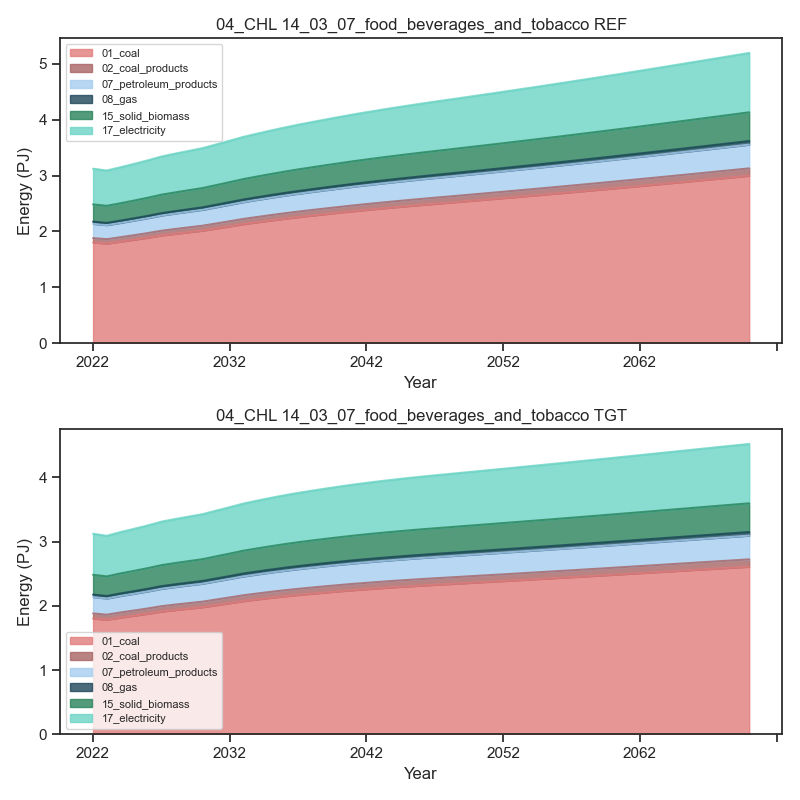 04_CHL 14_03_07_food_beverages_and_tobacco REF
01_coal
02_coal_products
07_petroleum_products
08_gas
15_solid_biomass
17_electricity
Energy (PJ)
5
4
3
2
1
0
2022 2032 2042 2052 2062
Year
04_CHL 14_03_07_food_beverages_and_tobacco TGT
Energy (PJ)
4
3
2
1
0
01_coal
02_coal_products
07_petroleum_products
08_gas
15_solid_biomass
17_electricity
2022 2032 2042 2052 2062
Year